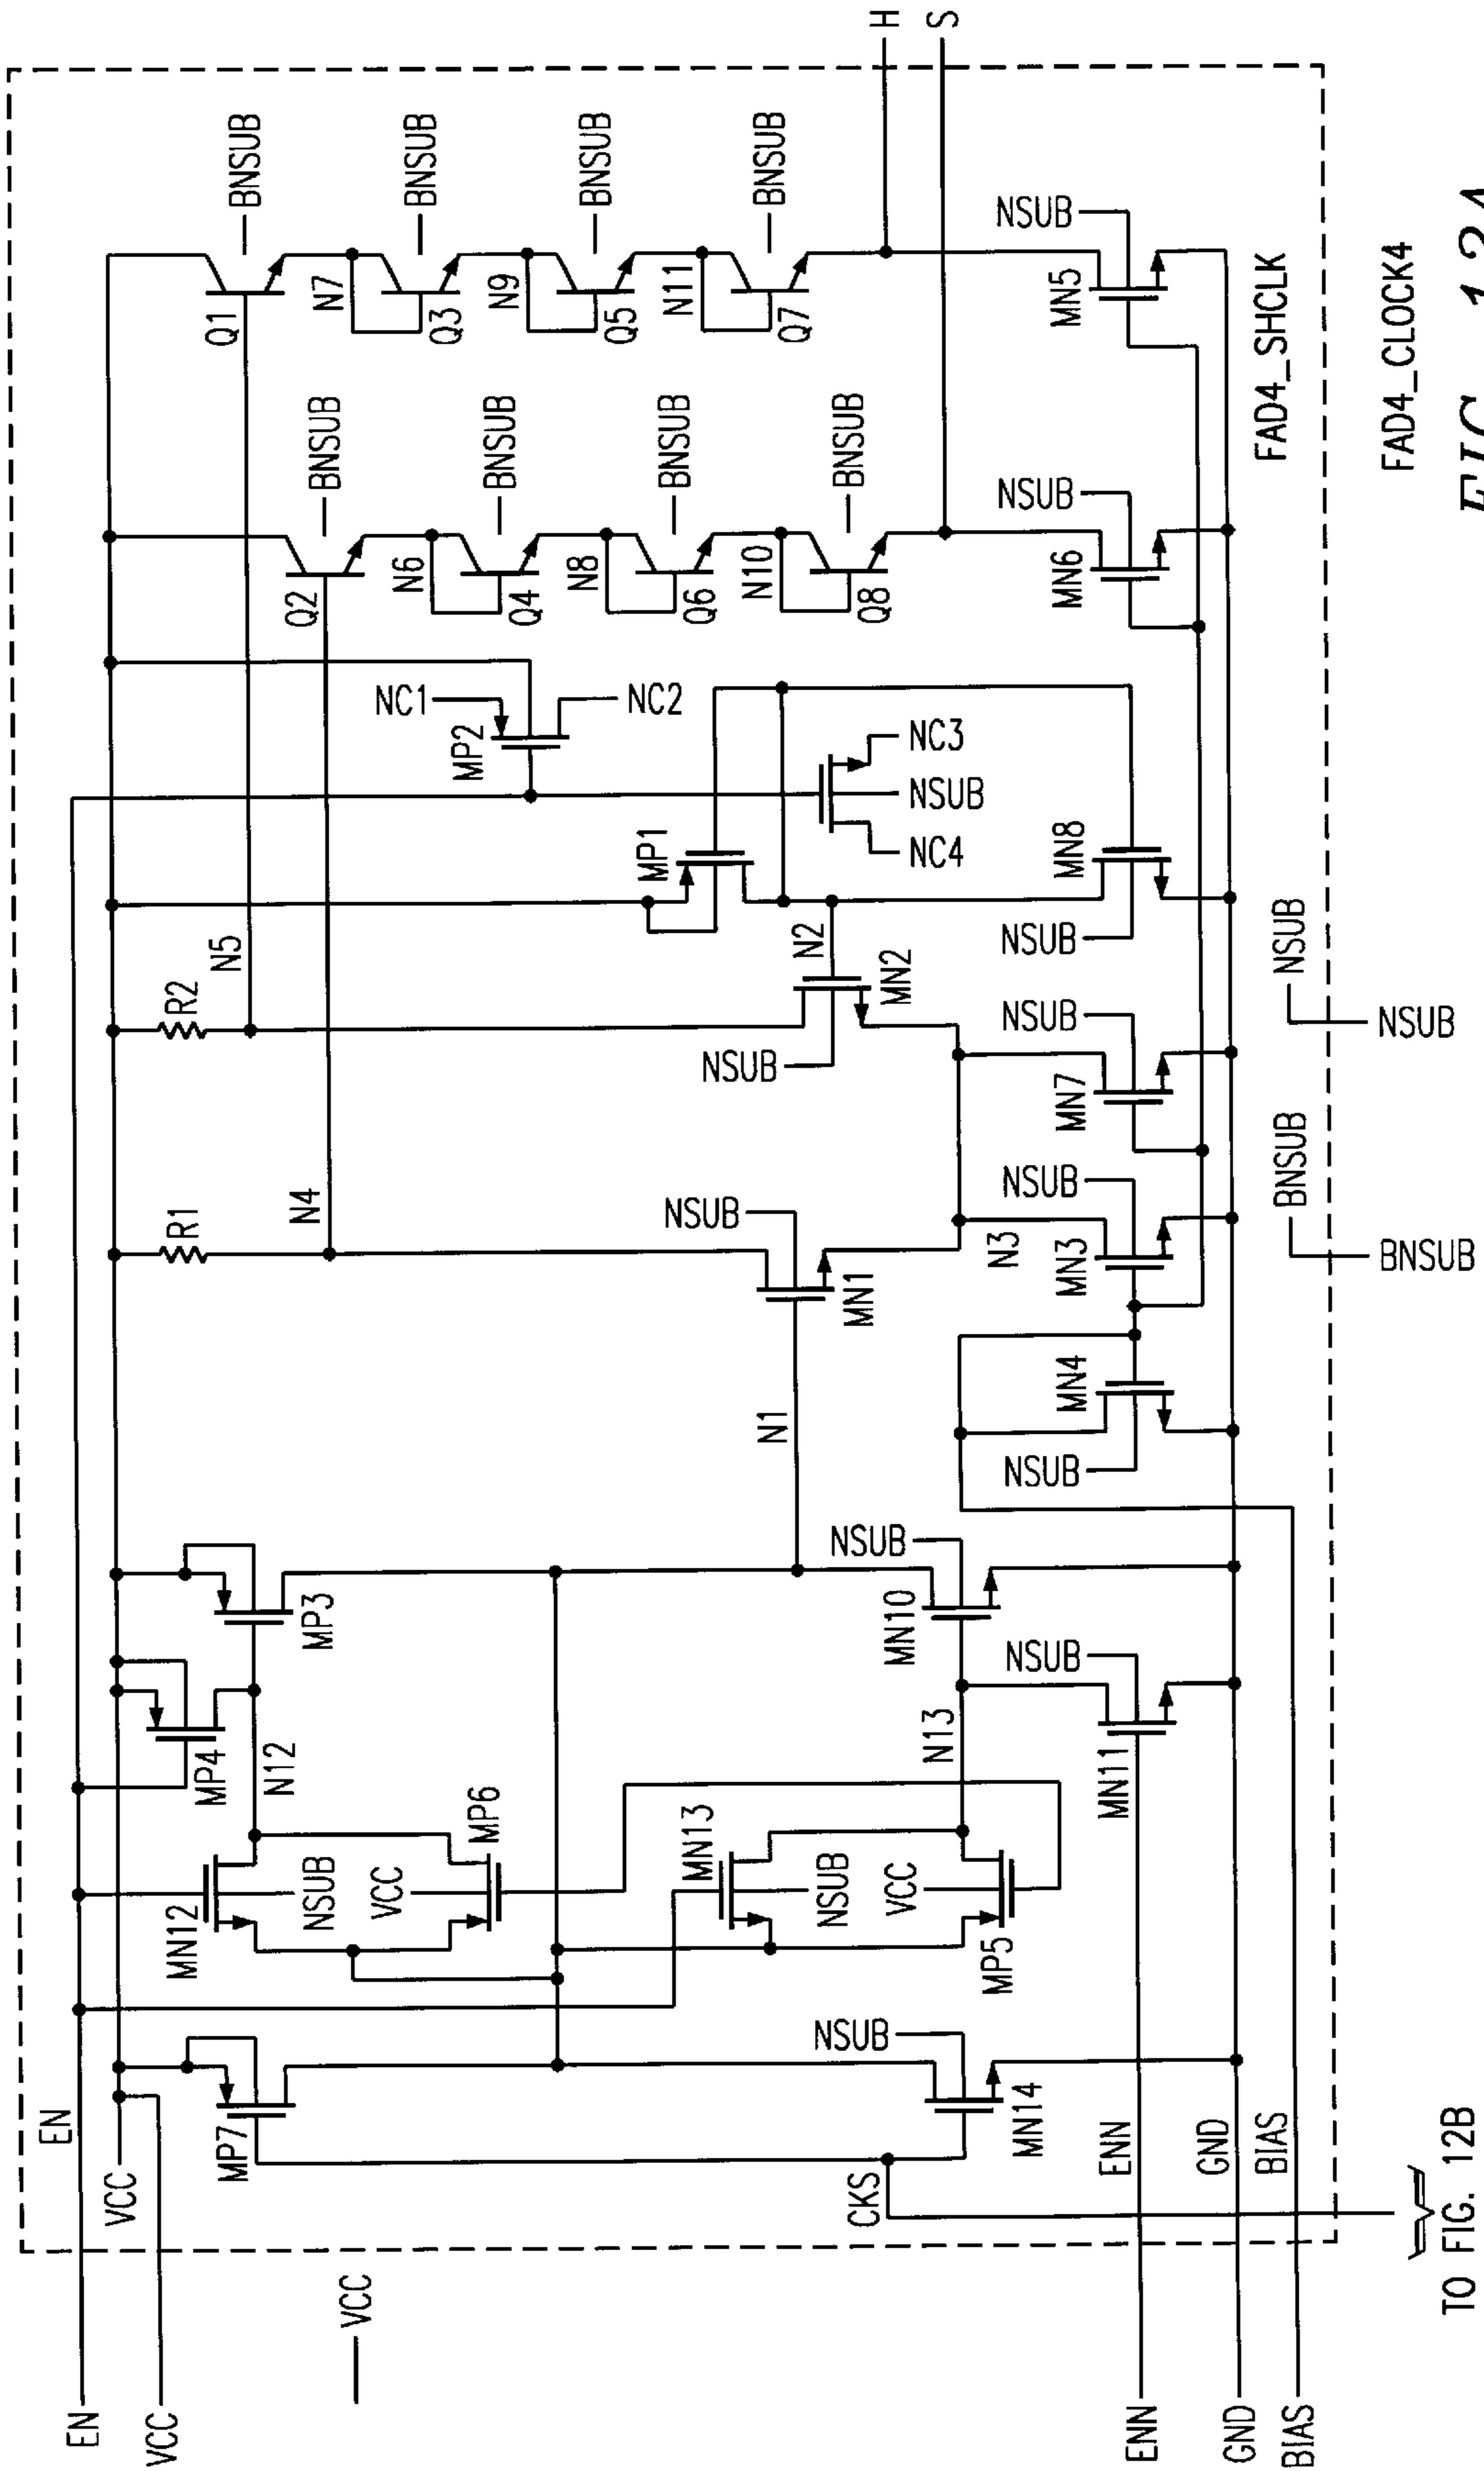 EN
VCC
VCC
ENN
GND
BIAS
EN
VCC
MP7
CKS
MN14
NSUB
ENN
GND
BIAS
MN12
NSUB
VCC
MP6
MN13
NSUB
VCC
MP5
MP4
N12
MP3
N13
MN10
NSUB
MN11
NSUB
N1
NSUB
MN4
R1
N4
NSUB
MN1
N3
MN3
NSUB
R2
N5
NSUB
MN2
N2
MN7
NSUB
MP1
NSUB
MN8
NC1
MP2
NC2
NC3
NSUB
NC4
Q2
BNSUB
N6
Q4
BNSUB
N8
Q6
BNSUB
N10
Q8
BNSUB
MN6
NSUB
Q1
BNSUB
N7
Q3
BNSUB
N9
Q5
BNSUB
N11
Q7
BNSUB
MN5
NSUB
H
S
BNSUB
BNSUB
NSUB
NSUB
FAD4_SHCLK
FAD4_CLOCK4
TO FIG. 12B